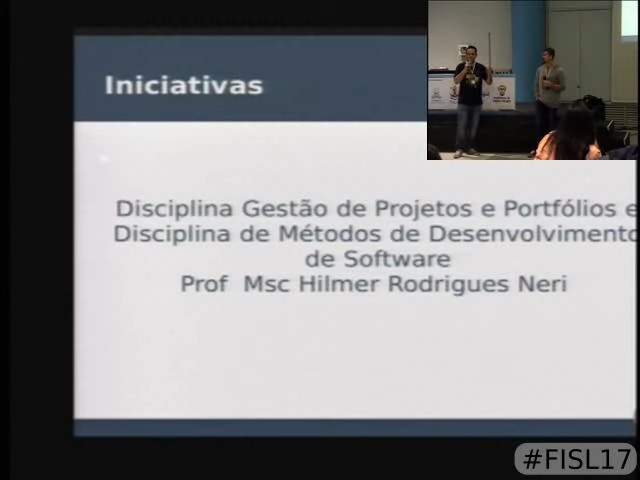 Iniciativas
Disciplina Gestão de Projetos e Portfólios e
Disciplina de Métodos de Desenvolvimento
de Software
Prof Msc Hilmer Rodrigues Neri
#FISL17